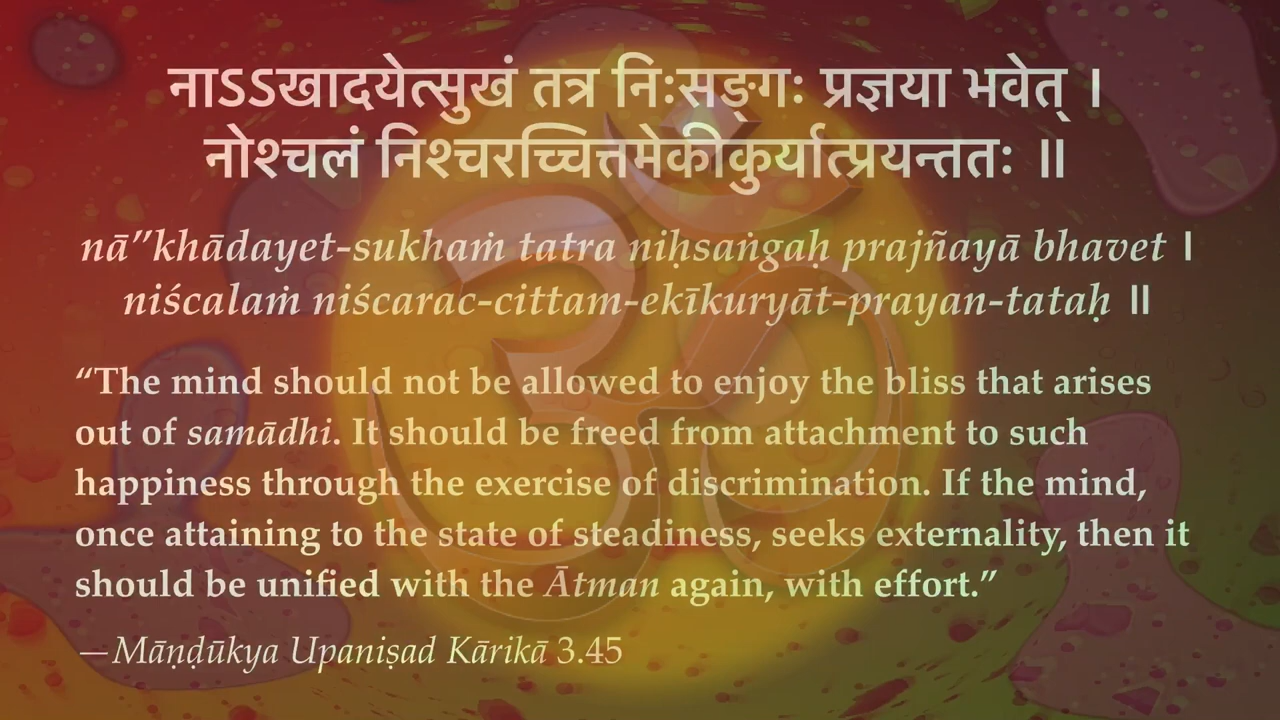 नाऽऽखादयेत्सुखं तत्र निःसङ्गः प्रज्ञया भवेत् ।
नोश्चलं निश्चरच्चित्तमेकीकुर्यात्प्रयन्ततः ॥
nā”khādayet-sukhaṁ tatra niḥsaṅgaḥ prajñayā bhavet ।
niścalaṁ niścarac-cittam-ekīkuryāt-prayan-tataḥ ॥
“The mind should not be allowed to enjoy the bliss that arises
out of samādhi. It should be freed from attachment to such
happiness through the exercise of discrimination. If the mind,
once attaining to the state of steadiness, seeks externality, then it
should be unified with the Ātman again, with effort.”
—Māṇḍūkya Upaniṣad Kārikā 3.45